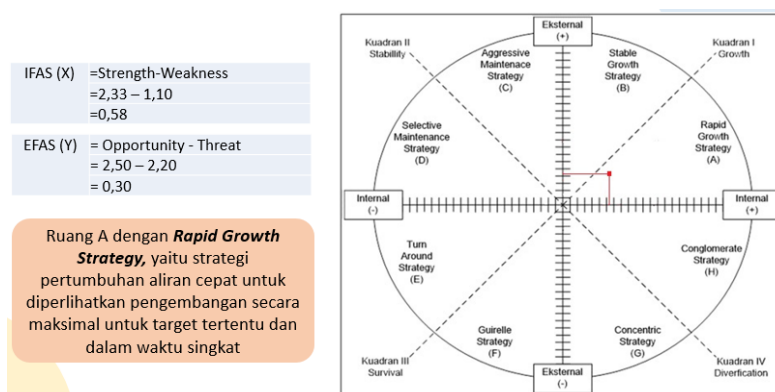 IFAS (X) =Strength-Weakness
=2,33 – 1,10
=0,58
EFAS (Y) = Opportunity - Threat
= 2,50 – 2,20
= 0,30
Ruang A dengan Rapid Growth
Strategy, yaitu strategi
pertumbuhan aliran cepat untuk
diperlihatkan pengembangan secara
maksimal untuk target tertentu dan
dalam waktu singkat
Eksternal
(+)
Kuadran II
Stabillity
Kuadran I
Growth
Aggressive
Maintenace
Strategy
(C)
Stable
Growth
Strategy
(B)
Selective
Maintenance
Strategy
(D)
Rapid
Growth
Strategy
(A)
Internal
(-)
Internal
(+)
Turn
Around
Strategy
(E)
Conglomerate
Strategy
(H)
Guirelle
Strategy
(F)
Concentric
Strategy
(G)
Kuadran III
Survival
Kuadran IV
Diverfication
Eksternal
(-)